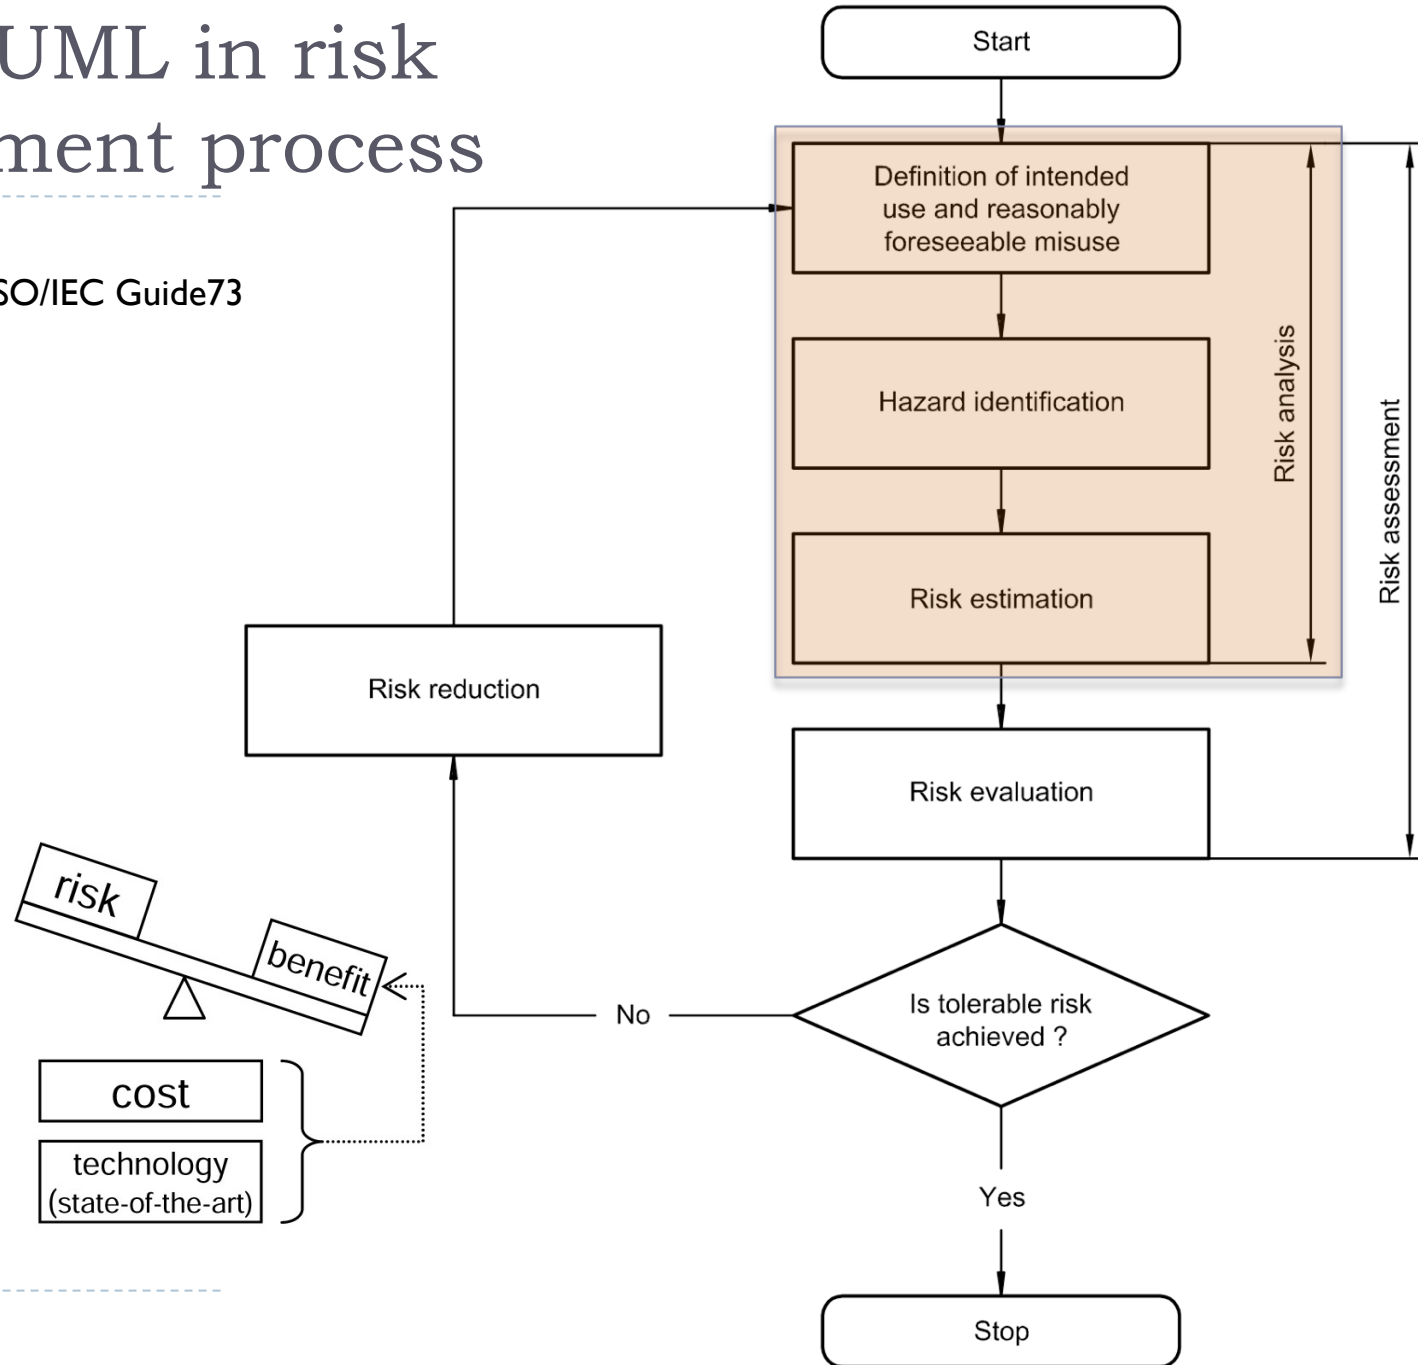 UML in risk
ment process
SO/IEC Guide73
Start
Definition of intended
use and reasonably
foreseeable misuse
Hazard identification
Risk estimation
Risk analysis
Risk assessment
Risk reduction
Risk evaluation
risk
benefit
cost
technology
(state-of-the-art)
No
Is tolerable risk
achieved ?
Yes
Stop